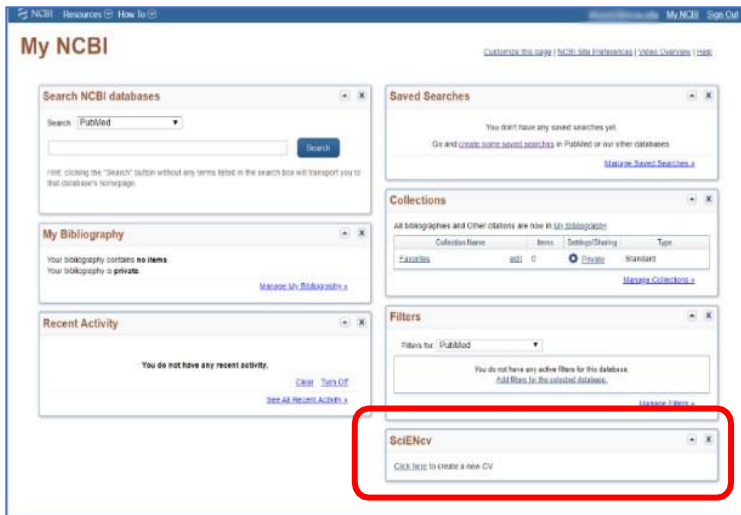 NCBI Resources How To My NCBI Sign Out
My NCBI
Customize this page | NCBI Site Preferences | Video Overview | Help
Search NCBI databases
Search: PubMed
Search
Hint: clicking the "Search" button without any terms listed in the search box will transport you to
that database's homepage.
My Bibliography
Your bibliography contains no items.
Your bibliography is private.
Manage My Bibliography »
Recent Activity
You do not have any recent activity.
Clear Turn Off
See All Recent Activity »
Saved Searches
You don't have any saved searches yet.
Go and create some saved searches in PubMed or our other databases.
Manage Saved Searches »
Collections
All bibliographies and Other citations are now in My Bibliography
Collection Name Items Settings/Sharing Type
Favorites edit 0 Private Standard
Manage Collections »
Filters
Filters for: PubMed
You do not have any active filters for this database.
Add filters for the selected database.
Manage Filters »
SciENcv
Click here to create a new CV